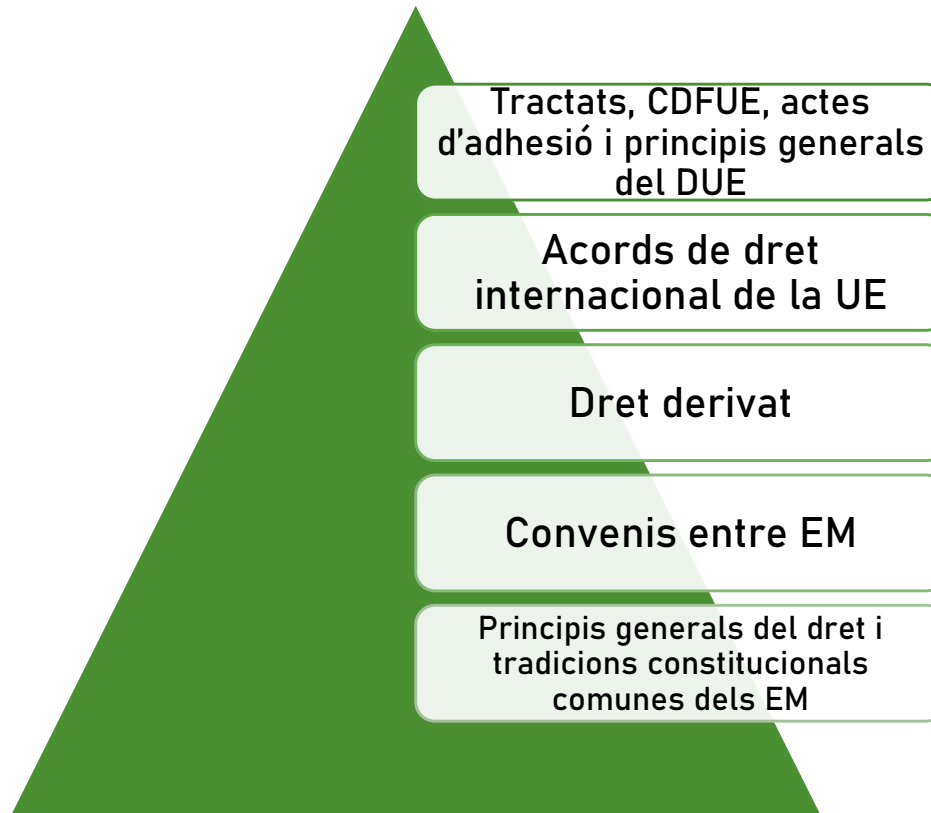 Tractats, CDFUE, actes
d'adhesió i principis generals
del DUE
Acords de dret
internacional de la UE
Dret derivat
Convenis entre EM
Principis generals del dret i
tradicions constitucionals
comunes dels EM